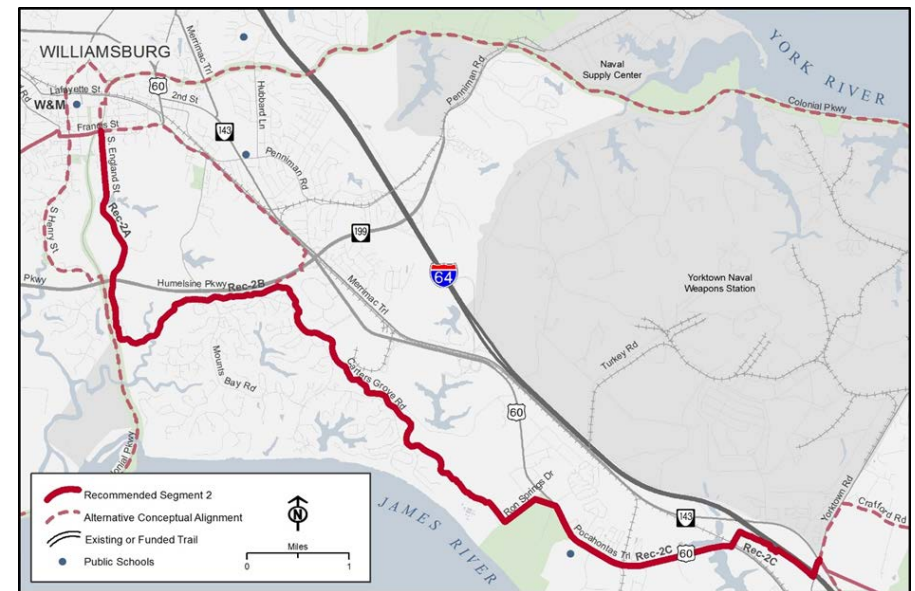 WILLIAMSBURG
Merrimac Trl
60
2nd St
Lafayette St
W&M
Rd
Francis St
143
Hubbard Ln
Penniman Rd
Penniman Rd
Naval
Supply Center
YORK RIVER
Colonial Pkwy
S. England St
Rec-2A
S Henry St
199
64
Pkwy
Humelsine Pkwy
Rec-2B
Merrimac Trl
Yorktown Naval
Weapons Station
Turkey Rd
Mounts
Bay Rd
Carters Grove Rd
60
onial Pkwy
JAMES RIVER
Ron Springs Dr
Pocahontas Trl
Rec-2C
60
143
Rec-2C
Yorktown Rd
Crafford Rd
Recommended Segment 2
Alternative Conceptual Alignment
Existing or Funded Trail
Public Schools
N
Miles
0
1